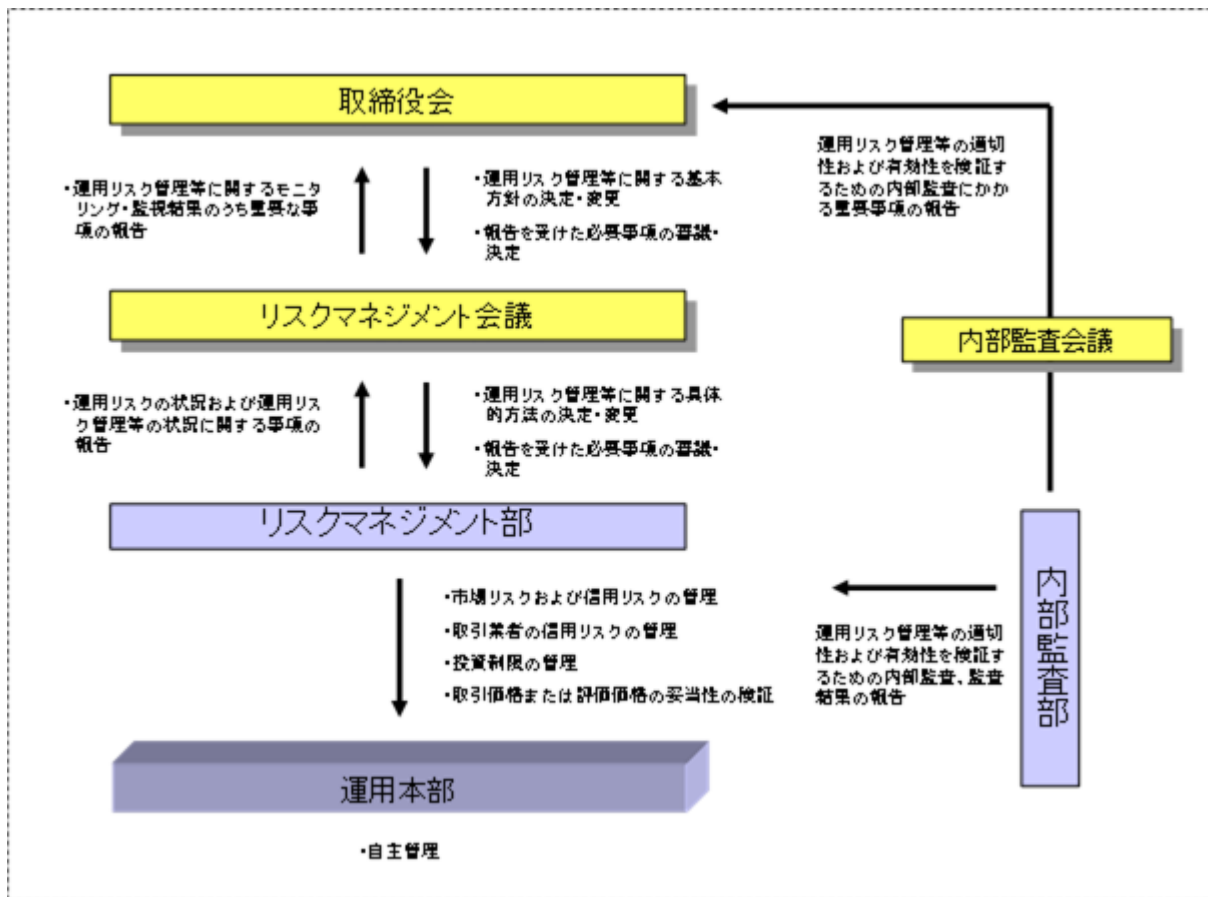 取締役会
・運用リスク管理等に関するモニ
タリング・監視結果のうち重要な事
項の報告
・運用リスク管理等に関する基本
方針の決定・変更
・報告を受けた必要事項の審議・
決定
運用リスク管理等の適切
性および有効性を検証す
るための内部監査にかか
る重要事項の報告
リスクマネジメント会議
内部監査会議
・運用リスクの状況および運用リス
ク管理等の状況に関する事項の
報告
・運用リスク管理等に関する具体
的方法の決定・変更
・報告を受けた必要事項の審議・
決定
リスクマネジメント部
内部監査部
・市場リスクおよび信用リスクの管理
・取引業者の信用リスクの管理
・投資制限の管理
・取引価格または評価価格の妥当性の検証
運用リスク管理等の適切
性および有効性を検証す
るための内部監査、監査
結果の報告
運用本部
・自主管理